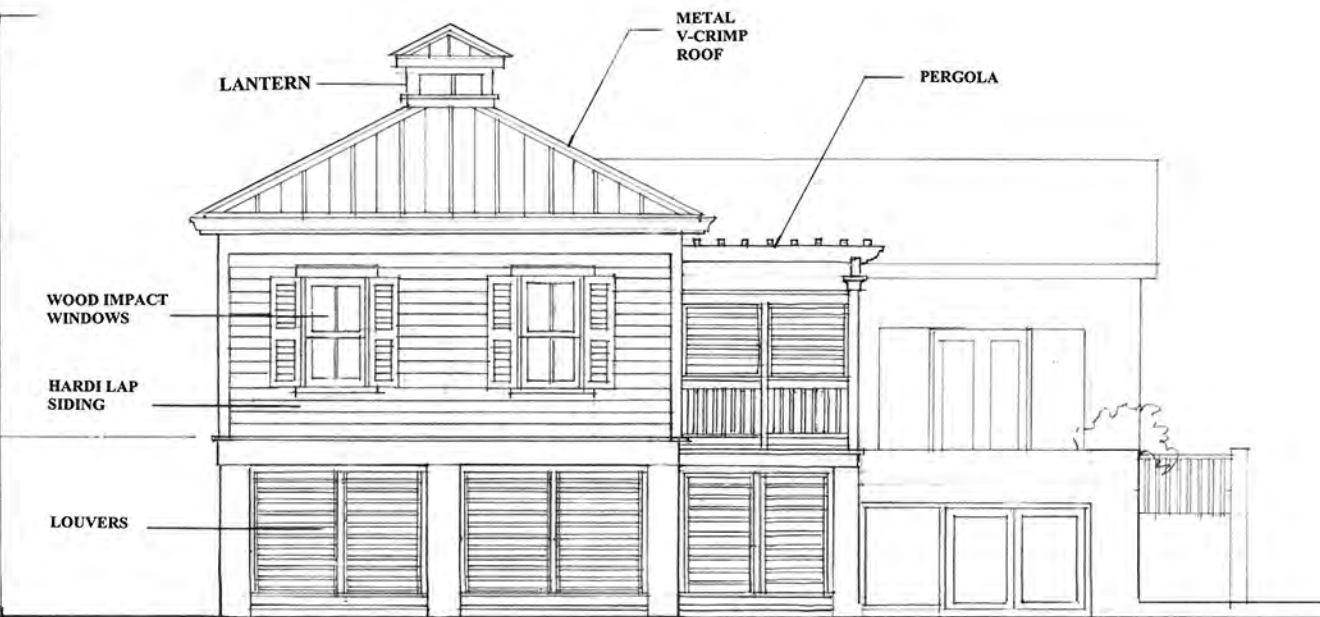 METAL
V-CRIMP
ROOF
LANTERN
PERGOLA
WOOD IMPACT
WINDOWS
HARDI LAP
SIDING
LOUVERS